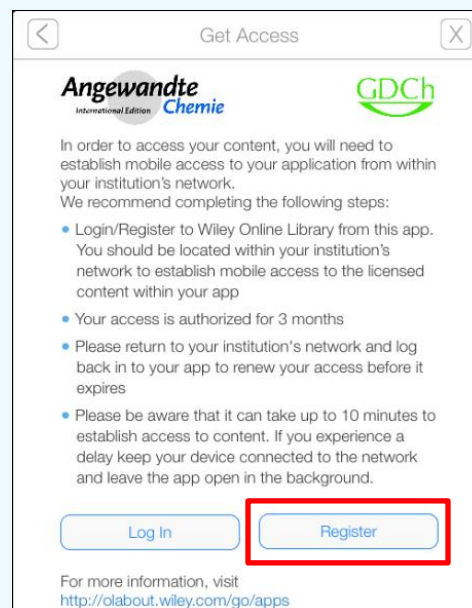 Get Access
X
Angewandte
International Edition Chemie
GDCh
In order to access your content, you will need to
establish mobile access to your application from within
your institution's network.
We recommend completing the following steps:
• Login/Register to Wiley Online Library from this app.
You should be located within your institution's
network to establish mobile access to the licensed
content within your app
• Your access is authorized for 3 months
• Please return to your institution's network and log
back in to your app to renew your access before it
expires
• Please be aware that it can take up to 10 minutes to
establish access to content. If you experience a
delay keep your device connected to the network
and leave the app open in the background.
Log In
Register
For more information, visit
http://olabout.wiley.com/go/apps